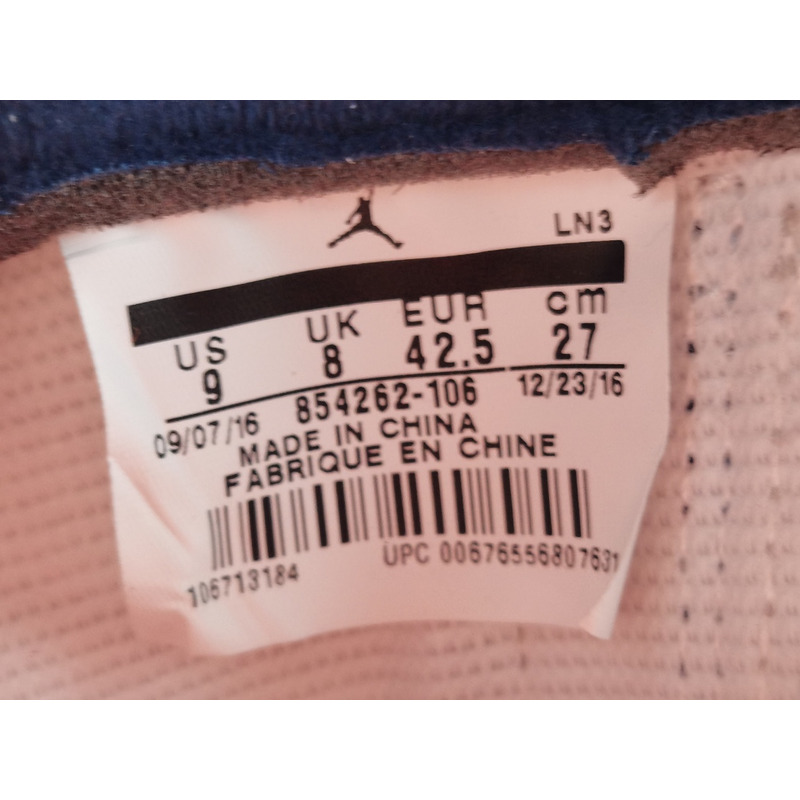 LN3
US UK EUR cm
9 8 42.5 27
09/07/16 854262-106 12/23/16
MADE IN CHINA
FABRIQUE EN CHINE
106713184 UPC 00676556807631